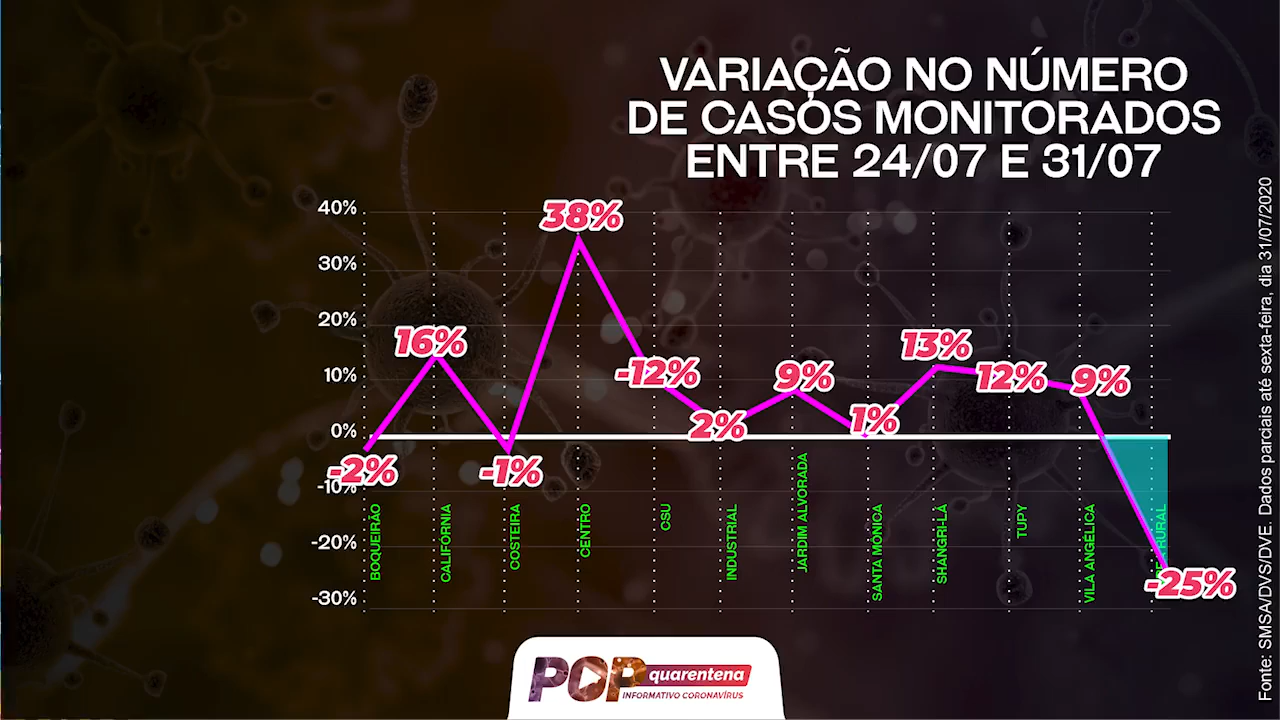 VARIAÇÃO NO NÚMERO
DE CASOS MONITORADOS
ENTRE 24/07 E 31/07
40%
30%
20%
10%
0%
-10%
-20%
-30%
-2%
16%
-1%
38%
-12%
2%
9%
1%
13%
12%
9%
-25%
BOQUEIRÃO
CALIFORNIA
COSTEIRA
CENTRO
CSU
INDUSTRIAL
JARDIM ALVORADA
SANTA MÔNICA
SHANGRI-LÁ
TUPY
VILA ANGÉLICA
RURAL
Fonte: SMSA/DVS/DVE. Dados parciais até sexta-feira, dia 31/07/2020
POP quarentena
INFORMATIVO CORONAVÍRUS